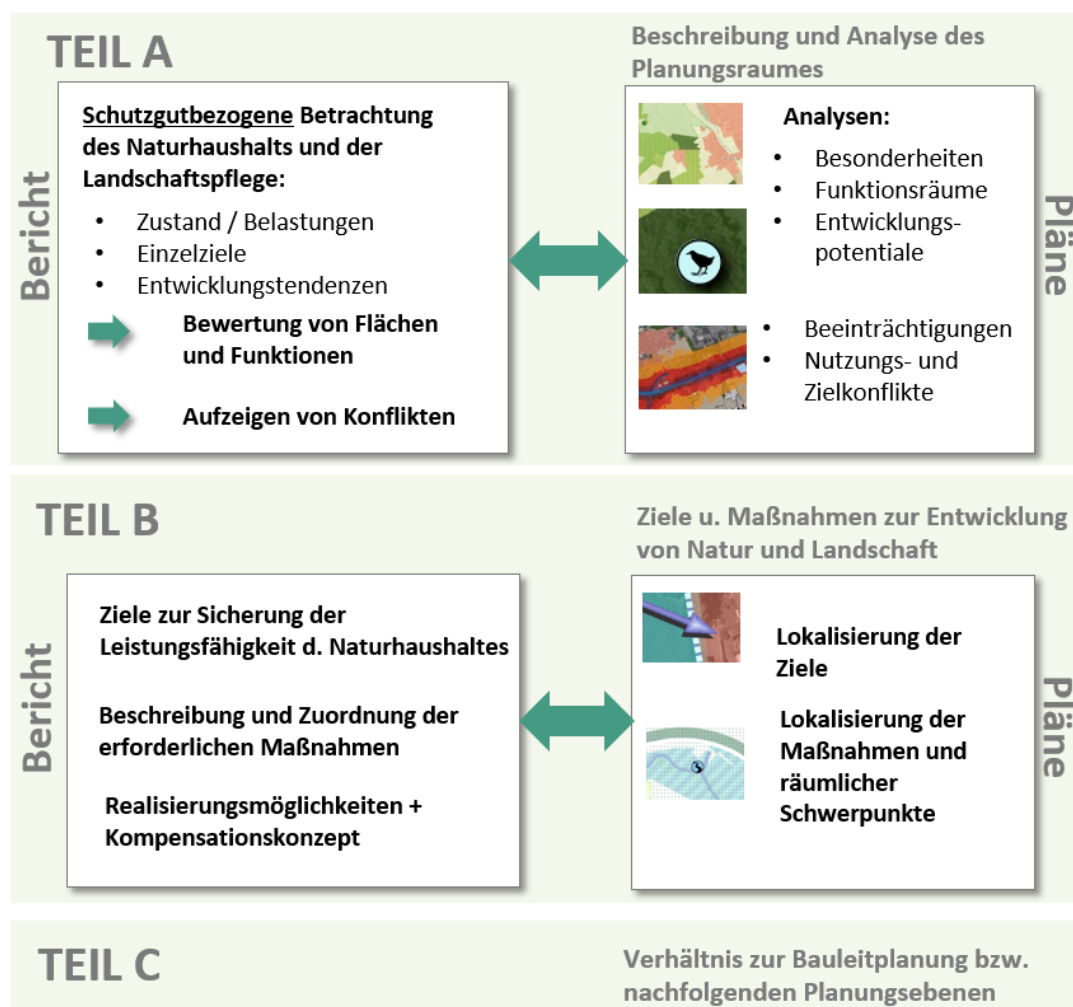 TEIL A
Beschreibung und Analyse des
Planungsraumes
Bericht
Schutzgutbezogene Betrachtung
des Naturhaushalts und der
Landschaftspflege:
• Zustand / Belastungen
• Einzelziele
• Entwicklungstendenzen
Bewertung von Flächen
und Funktionen
Aufzeigen von Konflikten
Analysen:
• Besonderheiten
• Funktionsräume
• Entwicklungs-
potentiale
• Beeinträchtigungen
• Nutzungs- und
Zielkonflikte
Pläne
TEIL B
Ziele u. Maßnahmen zur Entwicklung
von Natur und Landschaft
Bericht
Ziele zur Sicherung der
Leistungsfähigkeit d. Naturhaushaltes
Beschreibung und Zuordnung der
erforderlichen Maßnahmen
Realisierungsmöglichkeiten +
Kompensationskonzept
Lokalisierung der
Ziele
Lokalisierung der
Maßnahmen und
räumlicher
Schwerpunkte
Pläne
TEIL C
Verhältnis zur Bauleitplanung bzw.
nachfolgenden Planungsebenen